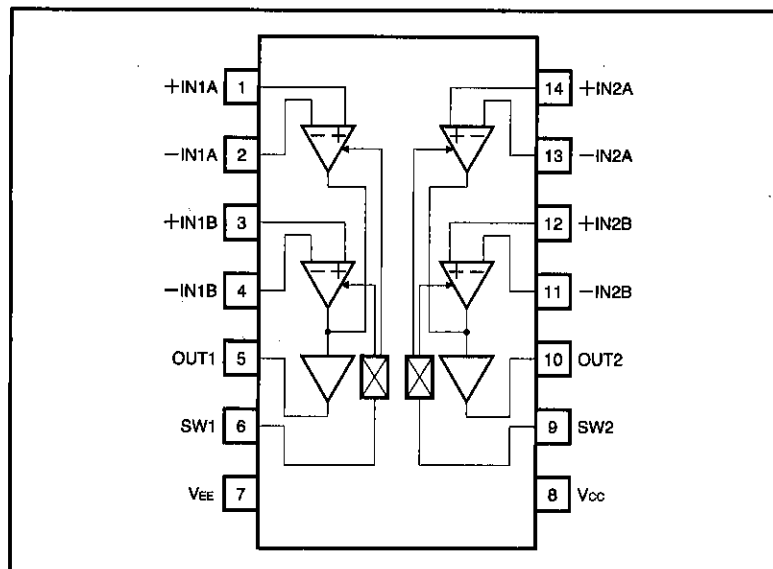 +IN1A 1 14 +IN2A
−IN1A 2 13 −IN2A
+IN1B 3 12 +IN2B
−IN1B 4 11 −IN2B
OUT1 5 10 OUT2
SW1 6 9 SW2
VEE 7 8 VCC
− + + −
− + + −